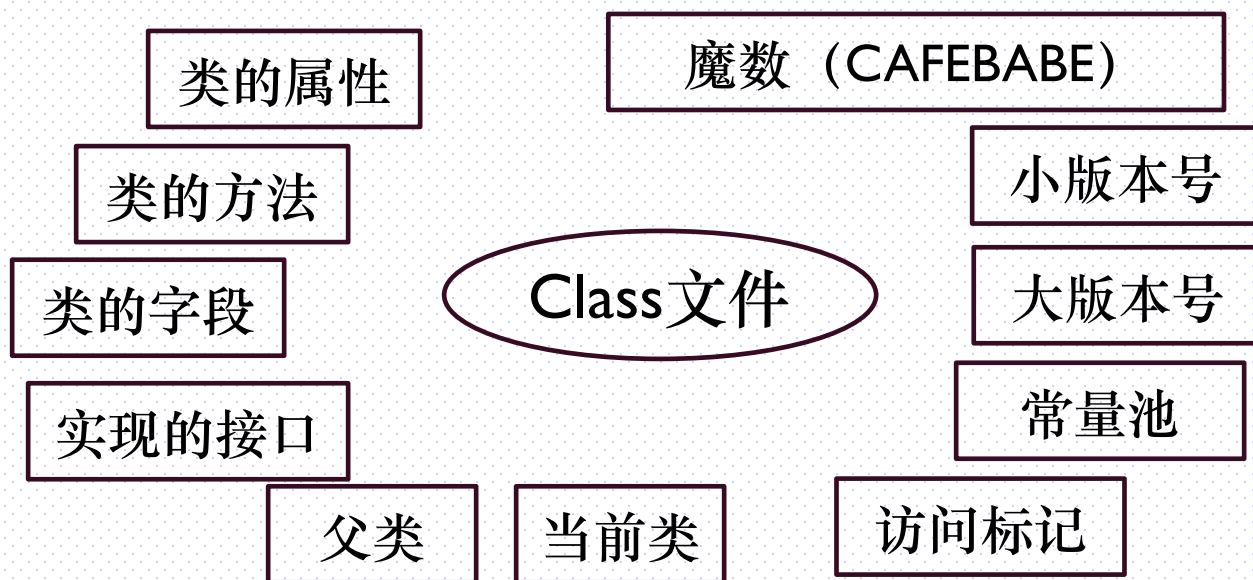 类的属性
魔数（CAFEBABE）
类的方法
小版本号
Class文件
类的字段
大版本号
实现的接口
常量池
父类
当前类
访问标记